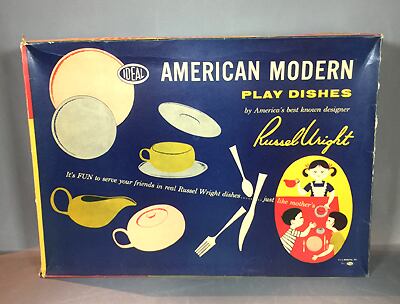 IDEAL
AMERICAN MODERN
PLAY DISHES
by America's best known designer
Russel Wright
It's FUN to serve your friends in real Russel Wright dishes...... ....just like mother's